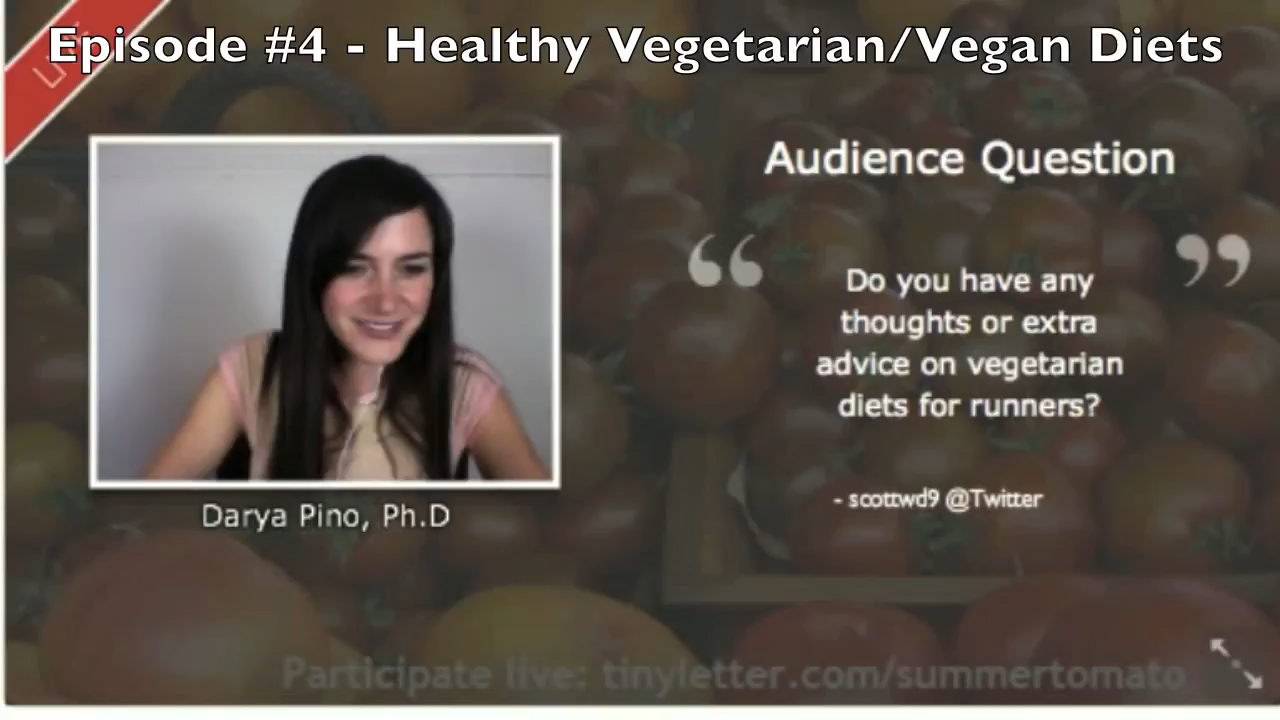 Episode #4 - Healthy Vegetarian/Vegan Diets
Audience Question
“
”
Do you have any
thoughts or extra
advice on vegetarian
diets for runners?
- scottwd9 @Twitter
Darya Pino, Ph.D
Participate live: tinyletter.com/summertomato